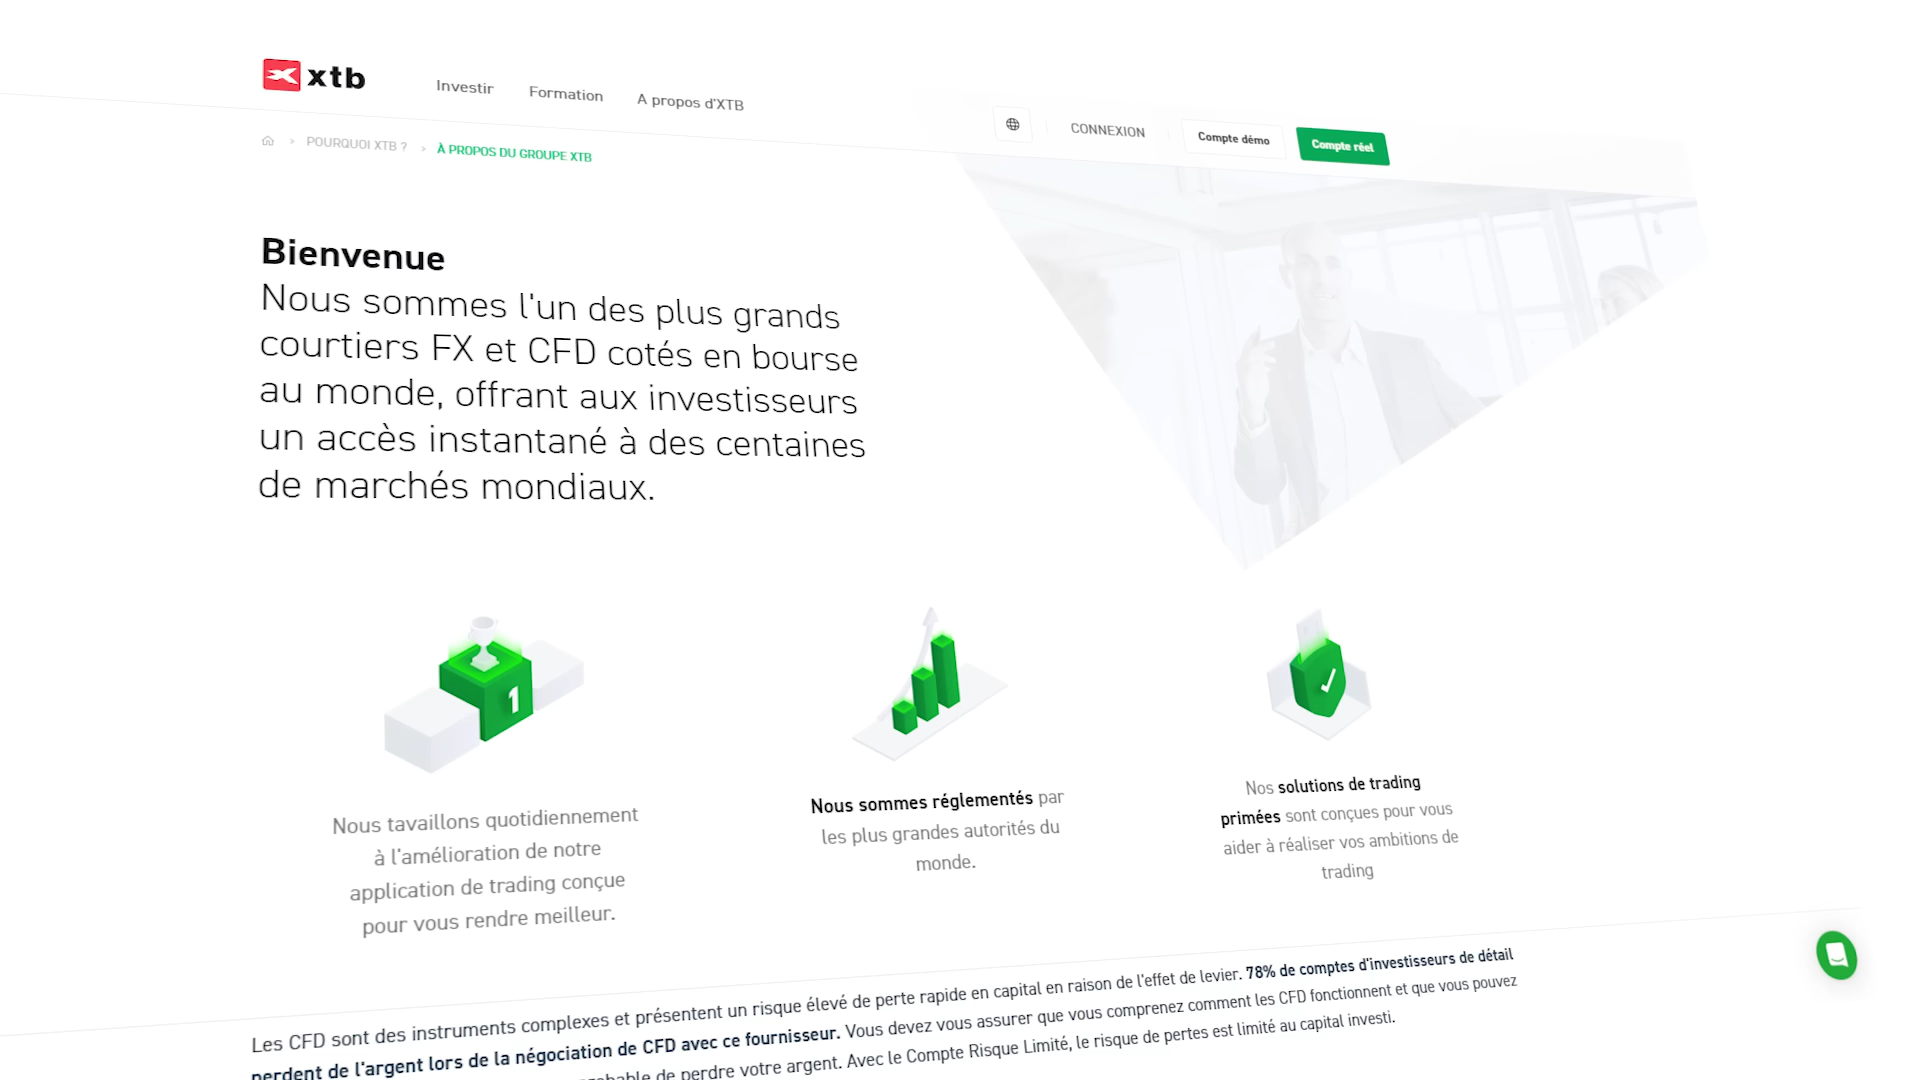 xtb
Investir
Formation
A propos d'XTB
CONNEXION
Compte démo
Compte réel
POURQUOI XTB ?
À PROPOS DU GROUPE XTB
Bienvenue
Nous sommes l'un des plus grands
courtiers FX et CFD cotés en bourse
au monde, offrant aux investisseurs
un accès instantané à des centaines
de marchés mondiaux.
1
Nous tavaillons quotidiennement
à l'amélioration de notre
application de trading conçue
pour vous rendre meilleur.
Nous sommes réglementés par
les plus grandes autorités du
monde.
Nos solutions de trading
primées sont conçues pour vous
aider à réaliser vos ambitions de
trading
Les CFD sont des instruments complexes et présentent un risque élevé de perte rapide en capital en raison de l'effet de levier. 78% de comptes d'investisseurs de détail
perdent de l'argent lors de la négociation de CFD avec ce fournisseur. Vous devez vous assurer que vous comprenez comment les CFD fonctionnent et que vous pouvez
de perdre votre argent. Avec le Compte Risque Limité, le risque de pertes est limité au capital investi.